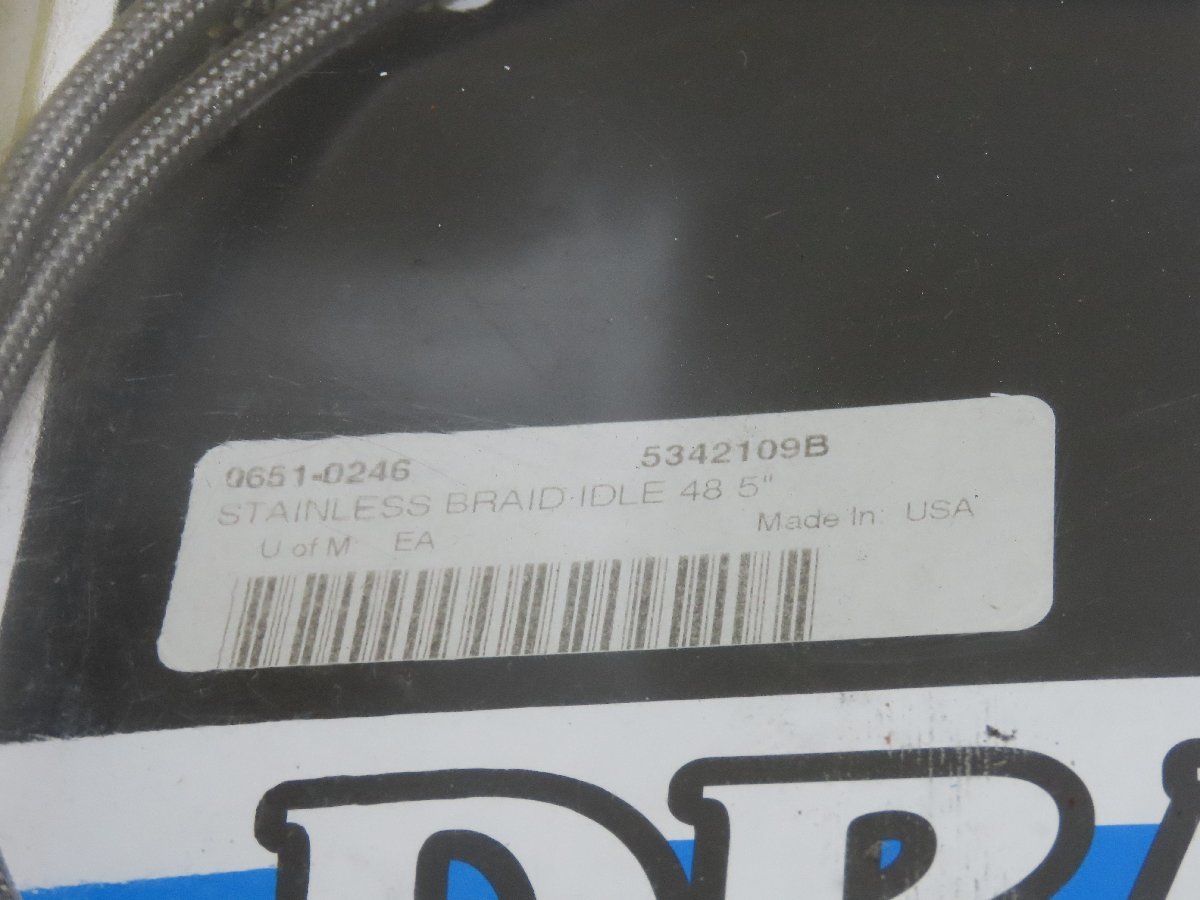 0651-0246 5342109B
STAINLESS BRAID IDLE 48 5"
U of M EA Made In: USA